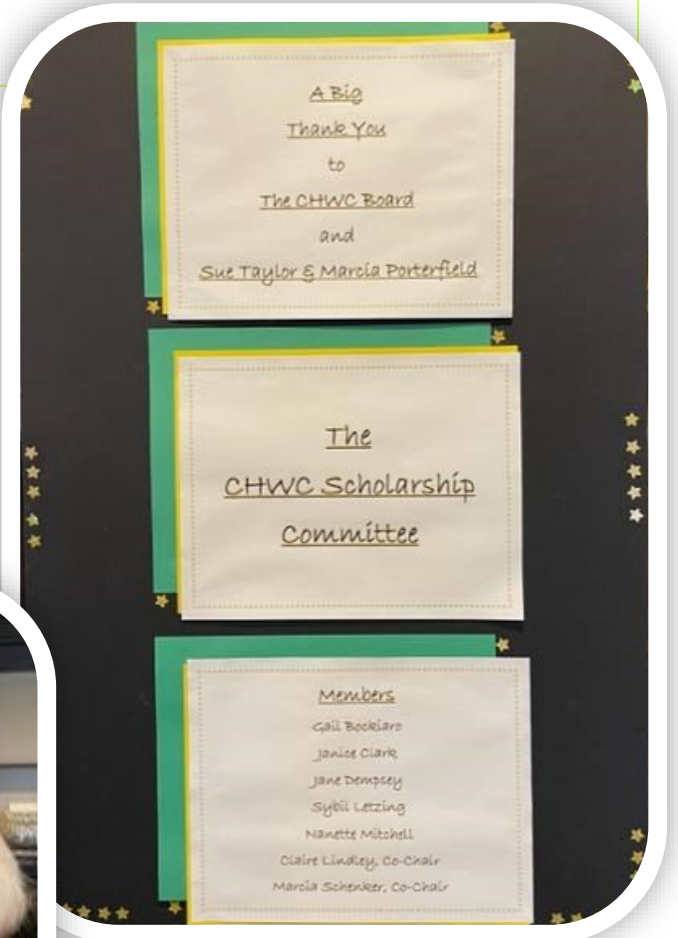 A Big
Thank You
to
The CHWC Board
and
Sue Taylor & Marcia Porterfield
The
CHWC Scholarship
Committee
Members
Gail Bocklaro
Janice Clark
Jane Dempsey
Sybil Letzing
Nanette Mitchell
Claire Lindley, Co-Chair
Marcia Schenker, Co-Chair